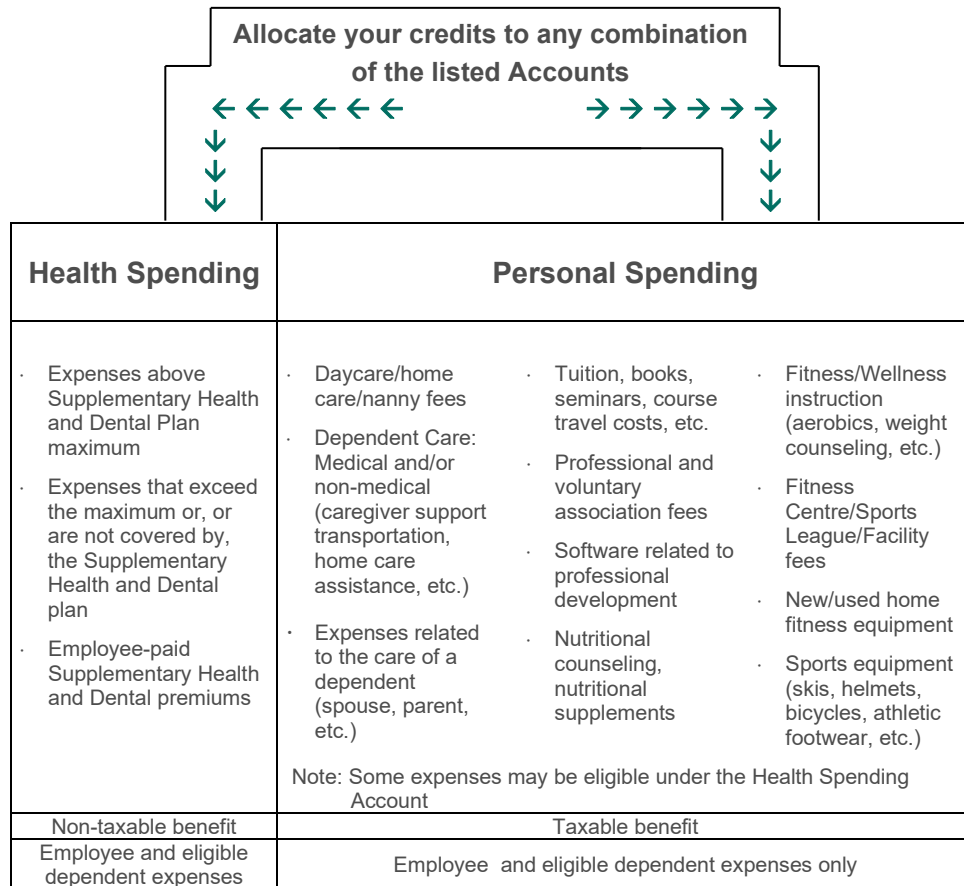 Allocate your credits to any combination
of the listed Accounts
Health Spending
Personal Spending
· Expenses above
Supplementary Health
and Dental Plan
maximum
· Expenses that exceed
the maximum or, or
are not covered by,
the Supplementary
Health and Dental
plan
· Employee-paid
Supplementary Health
and Dental premiums
· Daycare/home
care/nanny fees
· Dependent Care:
Medical and/or
non-medical
(caregiver support
transportation,
home care
assistance, etc.)
· Expenses related
to the care of a
dependent
(spouse, parent,
etc.)
· Tuition, books,
seminars, course
travel costs, etc.
· Professional and
voluntary
association fees
· Software related to
professional
development
· Nutritional
counseling,
nutritional
supplements
· Fitness/Wellness
instruction
(aerobics, weight
counseling, etc.)
· Fitness
Centre/Sports
League/Facility
fees
· New/used home
fitness equipment
· Sports equipment
(skis, helmets,
bicycles, athletic
footwear, etc.)
Note: Some expenses may be eligible under the Health Spending
Account
Non-taxable benefit
Taxable benefit
Employee and eligible
dependent expenses
Employee and eligible dependent expenses only